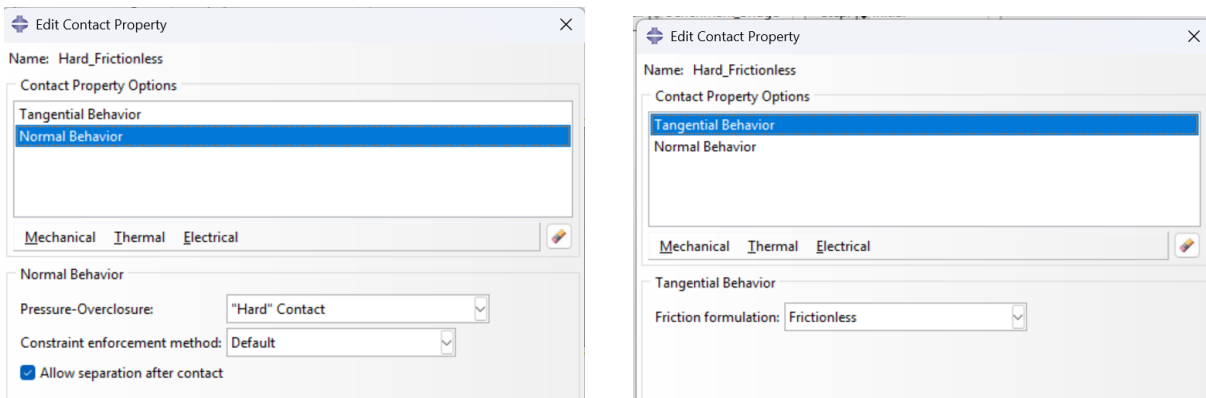 Edit Contact Property
Name: Hard_Frictionless
Contact Property Options
Tangential Behavior
Normal Behavior
Mechanical Thermal Electrical
Normal Behavior
Pressure-Overclosure: "Hard" Contact
Constraint enforcement method: Default
Allow separation after contact
Edit Contact Property
Name: Hard_Frictionless
Contact Property Options
Tangential Behavior
Normal Behavior
Mechanical Thermal Electrical
Tangential Behavior
Friction formulation: Frictionless